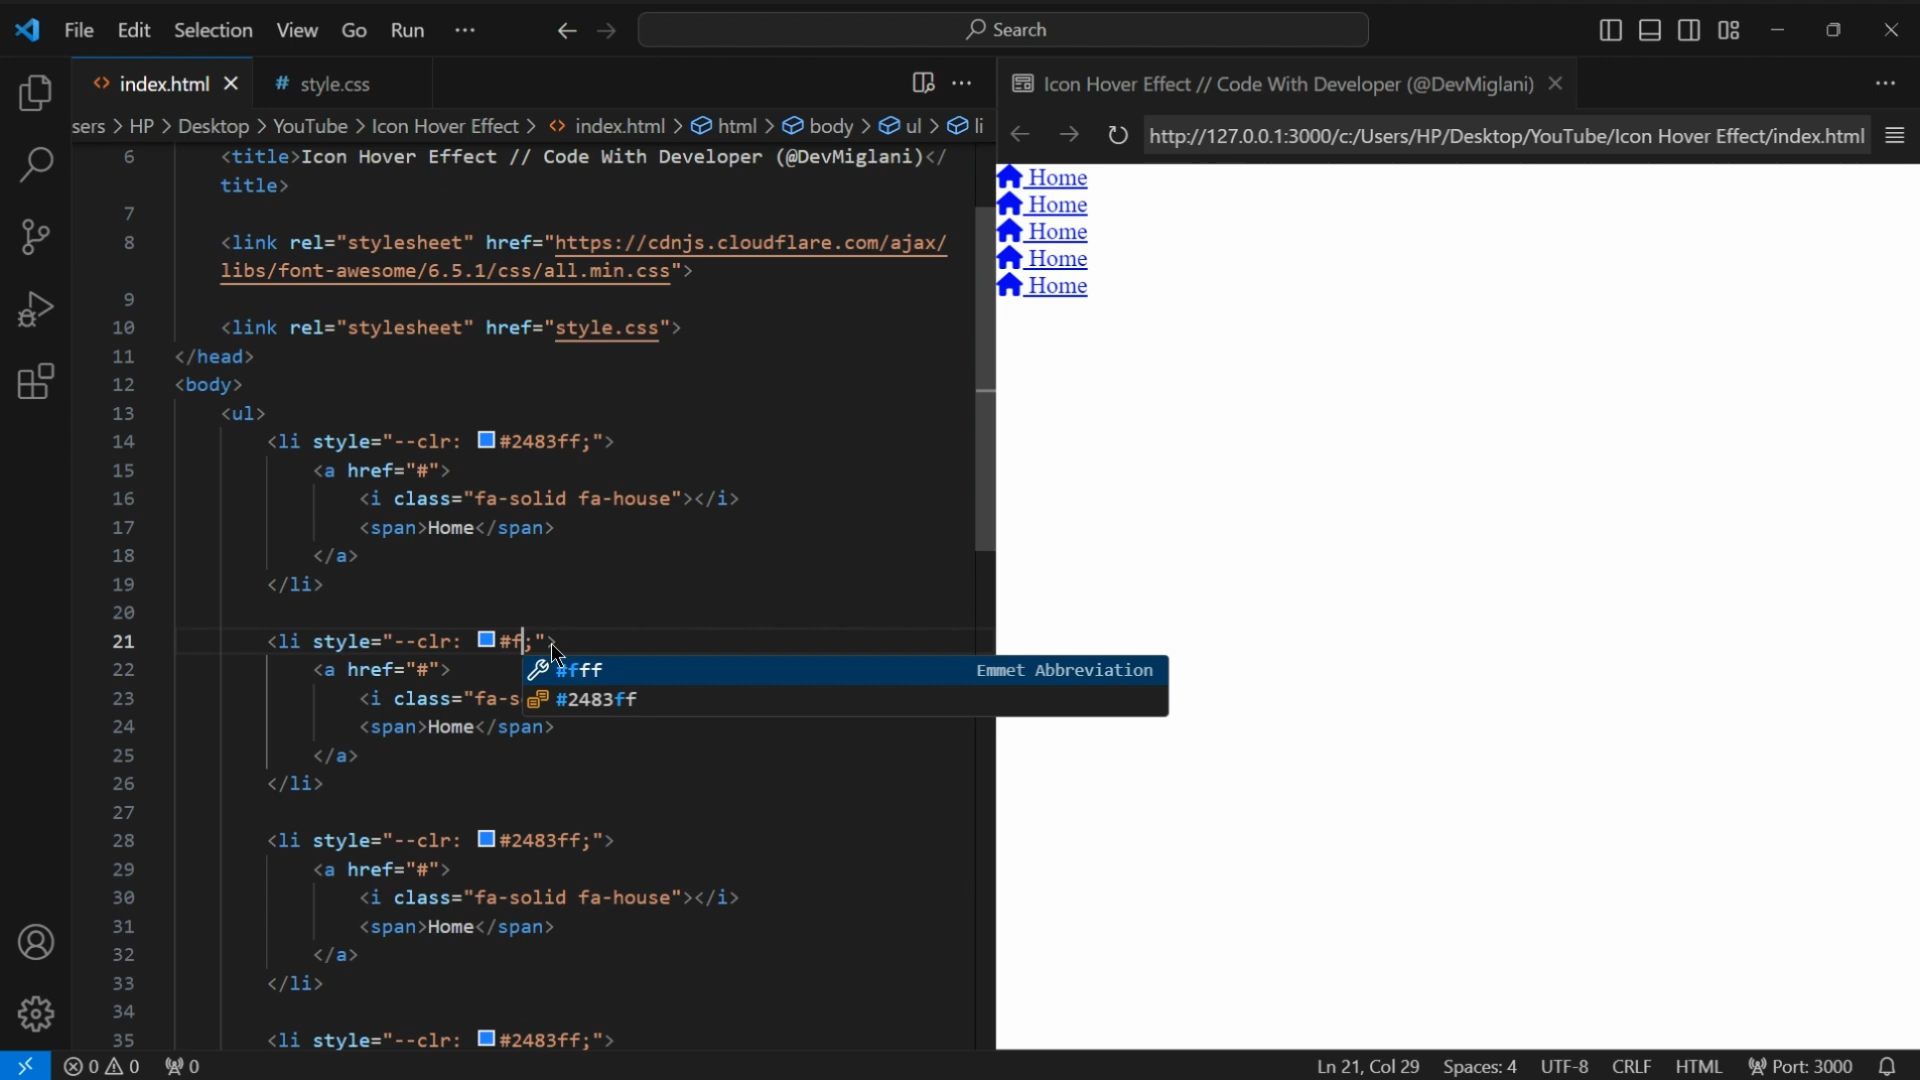 File Edit Selection View Go Run ··· Search
index.html style.css
Icon Hover Effect // Code With Developer (@DevMiglani)
sers > HP > Desktop > YouTube > Icon Hover Effect > index.html > html > body > ul > li
http://127.0.0.1:3000/c:/Users/HP/Desktop/YouTube/Icon Hover Effect/index.html
6 <title>Icon Hover Effect // Code With Developer (@DevMiglani)</
title>
7
8 <link rel="stylesheet" href="https://cdnjs.cloudflare.com/ajax/
libs/font-awesome/6.5.1/css/all.min.css">
9
10 <link rel="stylesheet" href="style.css">
11 </head>
12 <body>
13 <ul>
14 <li style="--clr: #2483ff;">
15 <a href="#">
16 <i class="fa-solid fa-house"></i>
17 <span>Home</span>
18 </a>
19 </li>
20
21 <li style="--clr: #f;">
#fff Emmet Abbreviation
#2483ff
22 <a href="#">
23 <i class="fa-s
24 <span>Home</span>
25 </a>
26 </li>
27
28 <li style="--clr: #2483ff;">
29 <a href="#">
30 <i class="fa-solid fa-house"></i>
31 <span>Home</span>
32 </a>
33 </li>
34
35 <li style="--clr: #2483ff;">
Home
Home
Home
Home
Home
0 0 0 Ln 21, Col 29 Spaces: 4 UTF-8 CRLF HTML Port: 3000